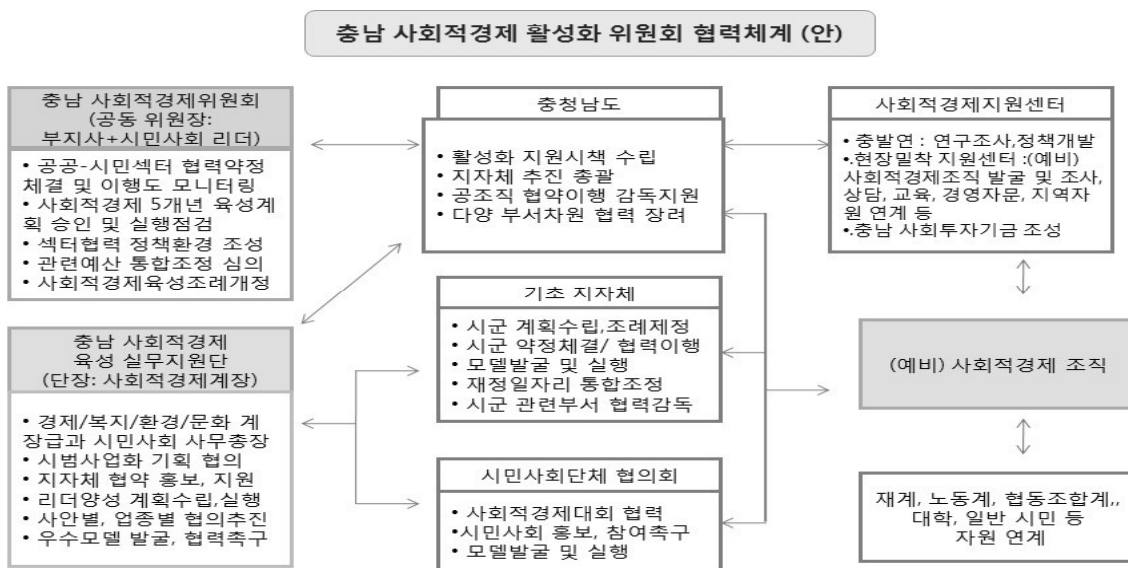 충남 사회적경제 활성화 위원회 협력체계 (안)
충남 사회적경제위원회
(공동 위원장:
부지사+시민사회 리더)
• 공공-시민섹터 협력약정
체결 및 이행도 모니터링
• 사회적경제 5개년 육성계
획 승인 및 실행점검
• 섹터협력 정책환경 조성
• 관련예산 통합조정 심의
• 사회적경제육성조례개정
충남 사회적경제
육성 실무지원단
(단장: 사회적경제계장)
• 경제/복지/환경/문화 계
장급과 시민사회 사무총장
• 시범사업화 기획 협의
• 지자체 협약 홍보, 지원
• 리더양성 계획수립,실행
• 사안별, 업종별 협의추진
• 우수모델 발굴, 협력촉구
충청남도
• 활성화 지원시책 수립
• 지자체 추진 총괄
• 공조직 협약이행 감독지원
• 다양 부서차원 협력 장려
기초 지자체
• 시군 계획수립,조례제정
• 시군 약정체결/ 협력이행
• 모델발굴 및 실행
• 재정일자리 통합조정
• 시군 관련부서 협력감독
시민사회단체 협의회
• 사회적경제대회 협력
•시민사회 홍보, 참여촉구
• 모델발굴 및 실행
사회적경제지원센터
• 충발연 : 연구조사,정책개발
•.현장밀착 지원센터 :(예비)
사회적경제조직 발굴 및 조사,
상담, 교육, 경영자문, 지역자
원 연계 등
•.충남 사회투자기금 조성
(예비) 사회적경제 조직
재계, 노동계, 협동조합계,,
대학, 일반 시민 등
자원 연계